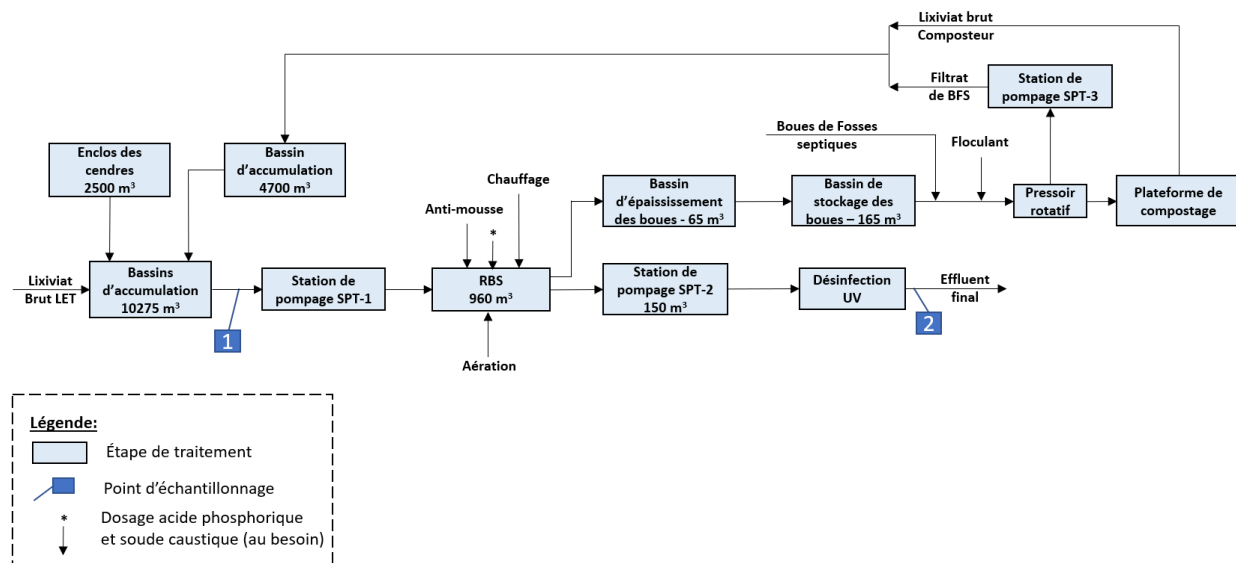 Lixiviat brut
Composteur
Filtrat
de BFS
Station de
pompage SPT-3
Boues de Fosses
septiques
Floculant
Enclos des
cendres
2500 m³
Bassin
d'accumulation
4700 m³
Chauffage
Anti-mousse
*
Bassin
d'épaississement
des boues - 65 m³
Bassin de
stockage des
boues – 165 m³
Pressoir
rotatif
Plateforme de
compostage
Lixiviat
Brut LET
Bassins
d'accumulation
10275 m³
Station de
pompage SPT-1
RBS
960 m³
Station de
pompage SPT-2
150 m³
Désinfection
UV
Effluent
final
1
2
Aération
Légende:
Étape de traitement
Point d'échantillonnage
*
Dosage acide phosphorique
et soude caustique (au besoin)